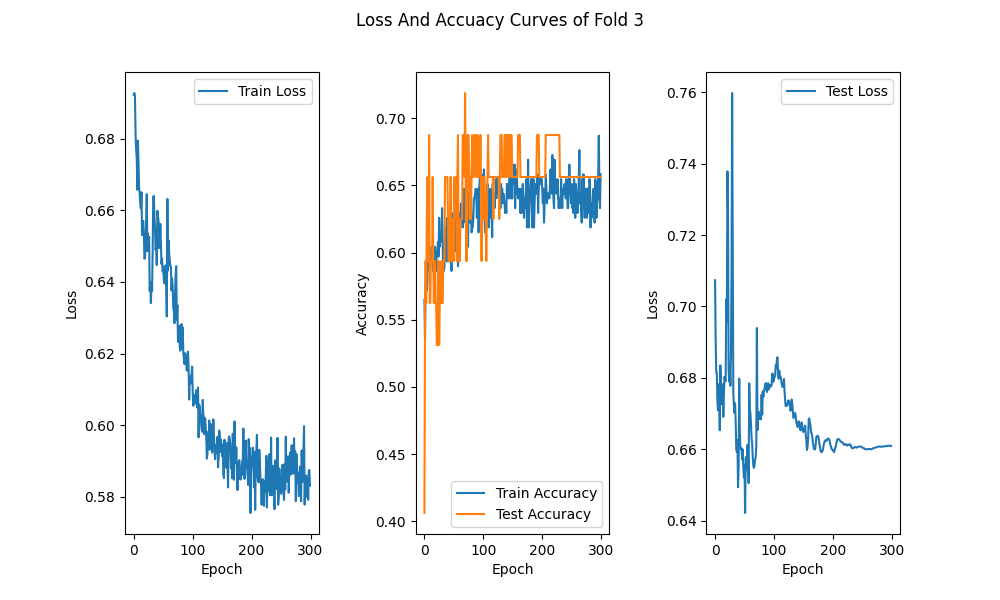 Loss And Accuacy Curves of Fold 3
Train Loss
0.68
0.66
0.64
0.62
0.60
0.58
Loss
0 100 200 300
Epoch
0.70
0.65
0.60
0.55
0.50
0.45
0.40
Accuracy
Train Accuracy
Test Accuracy
0 100 200 300
Epoch
Test Loss
0.76
0.74
0.72
0.70
0.68
0.66
0.64
Loss
0 100 200 300
Epoch